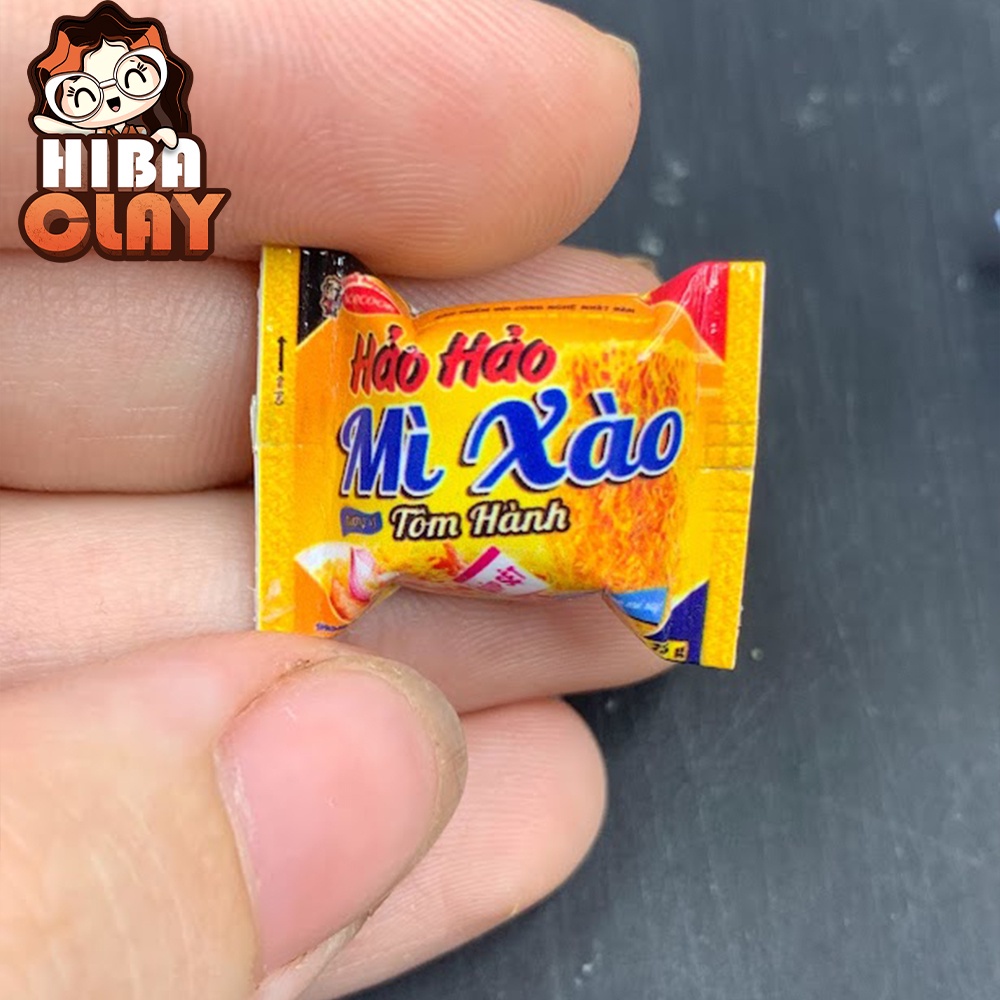 HIBA
CLAY
Hảo Hảo
Mì Xào
Tôm Hành